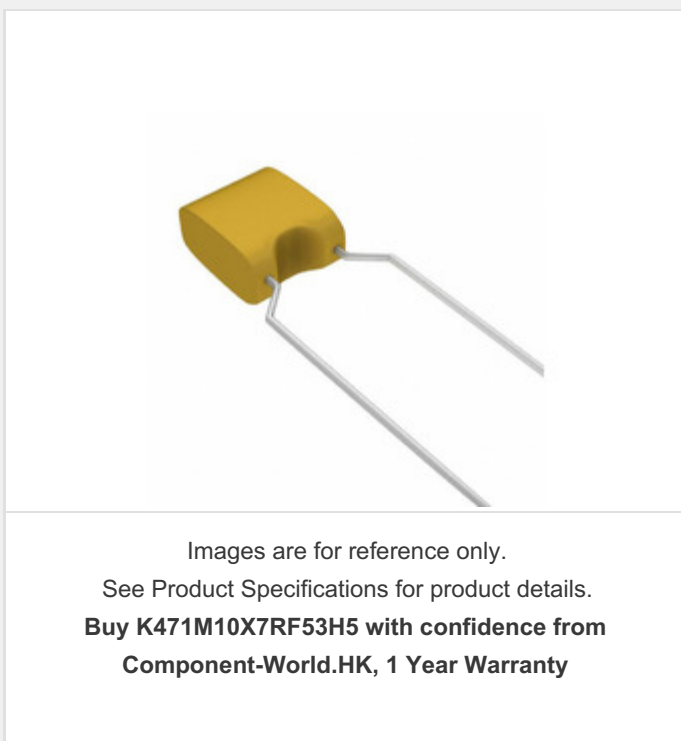 Images are for reference only.
See Product Specifications for product details.
Buy K471M10X7RF53H5 with confidence from
Component-World.HK, 1 Year Warranty